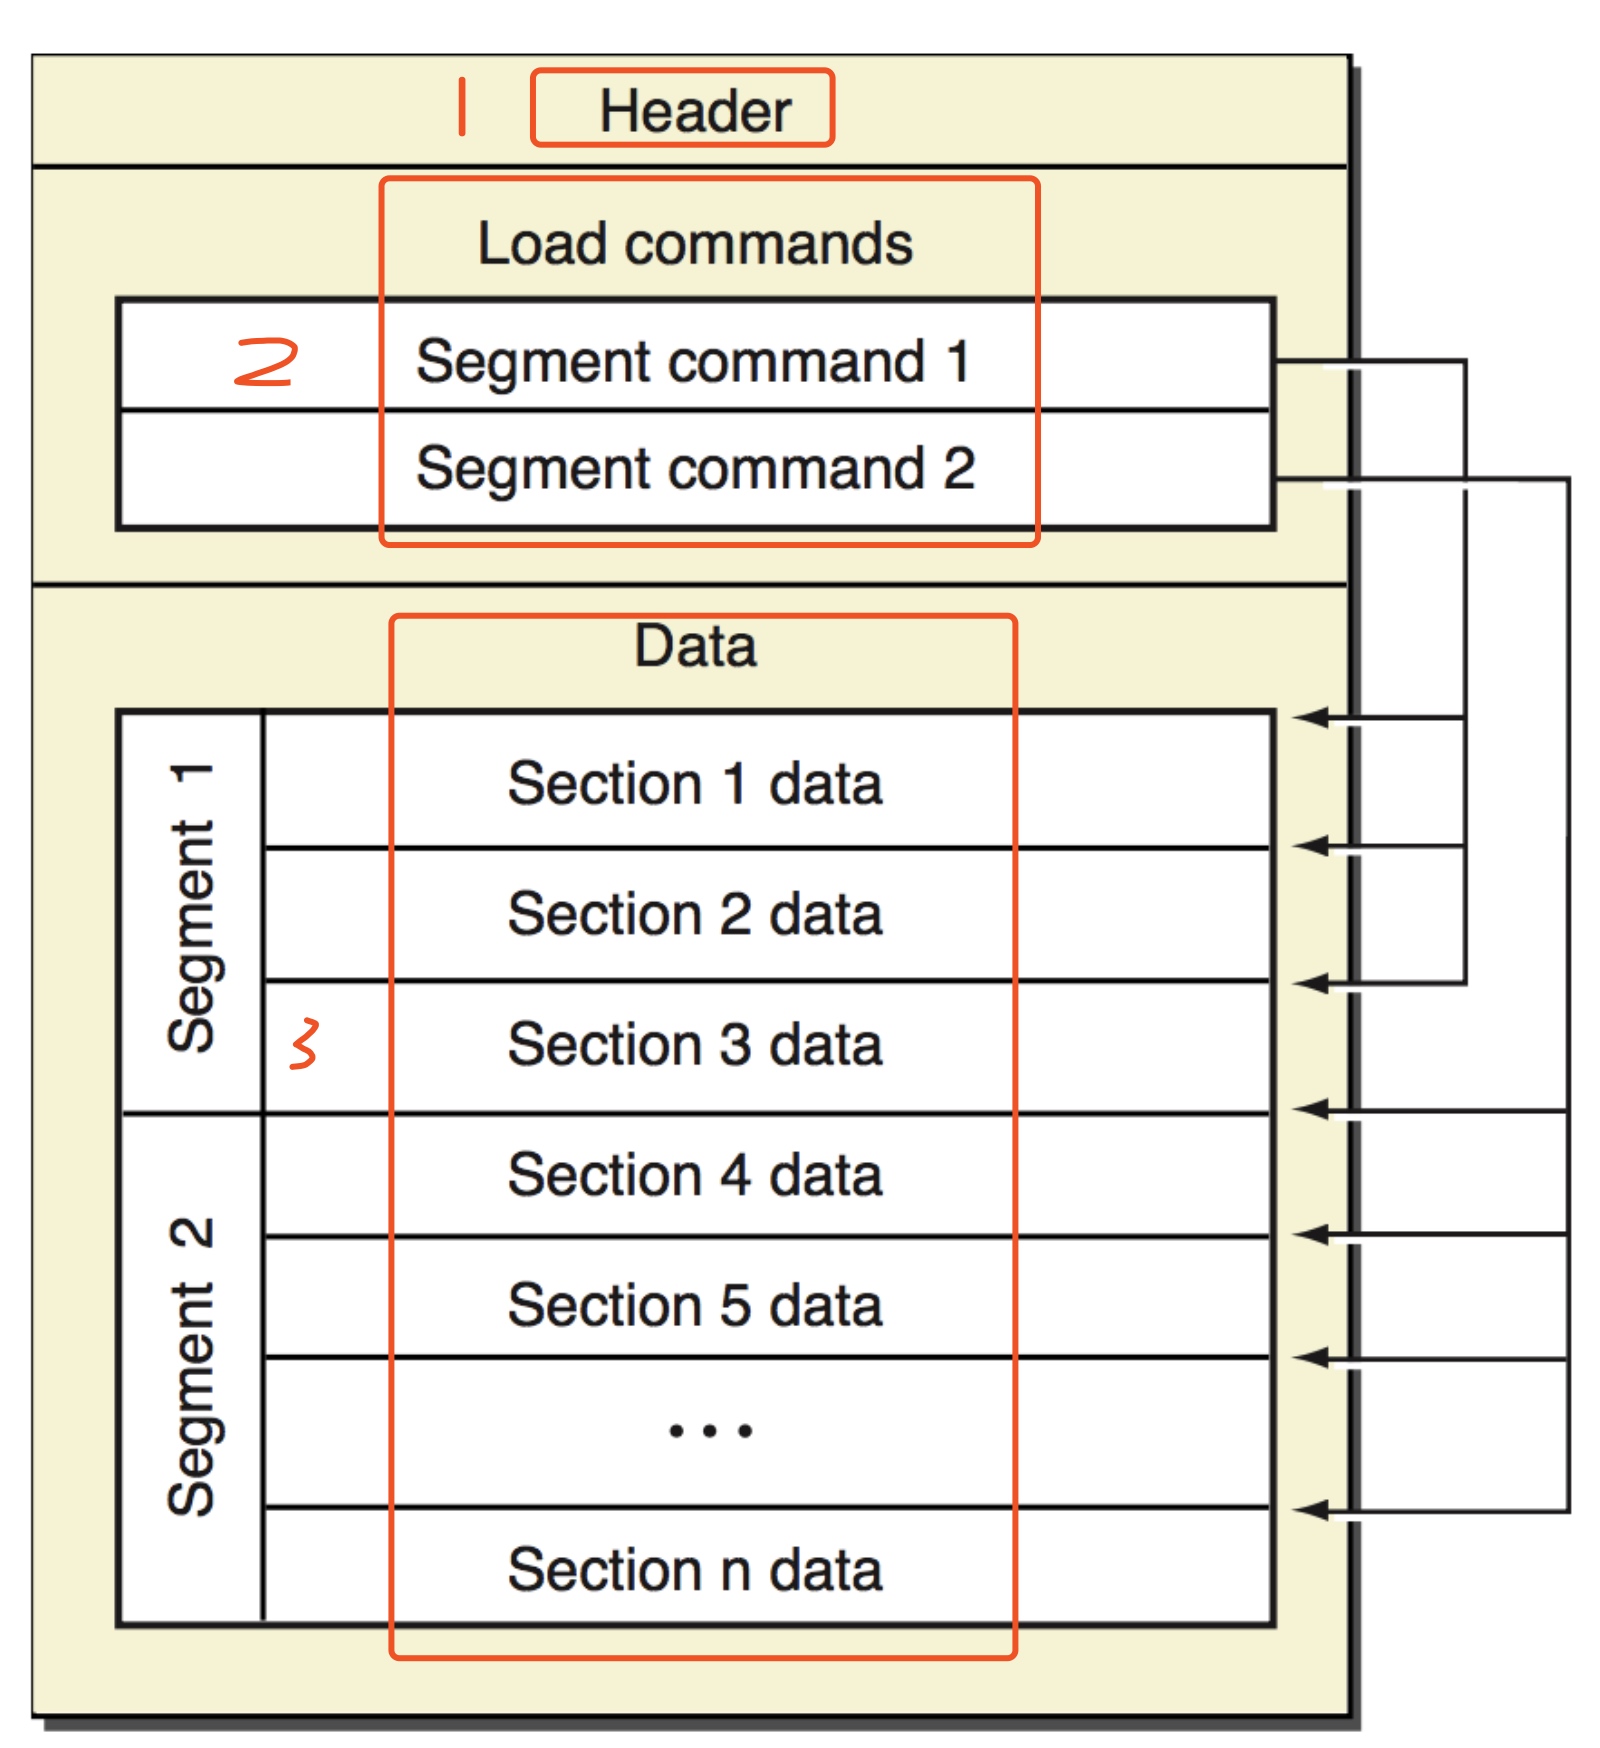 1 Header
Load commands
2 Segment command 1
Segment command 2
Data
Segment 1
Section 1 data
Section 2 data
3 Section 3 data
Segment 2
Section 4 data
Section 5 data
...
Section n data